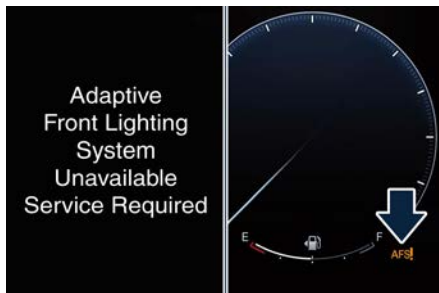 Adaptive
Front Lighting
System
Unavailable
Service Required
E
F
AFS!